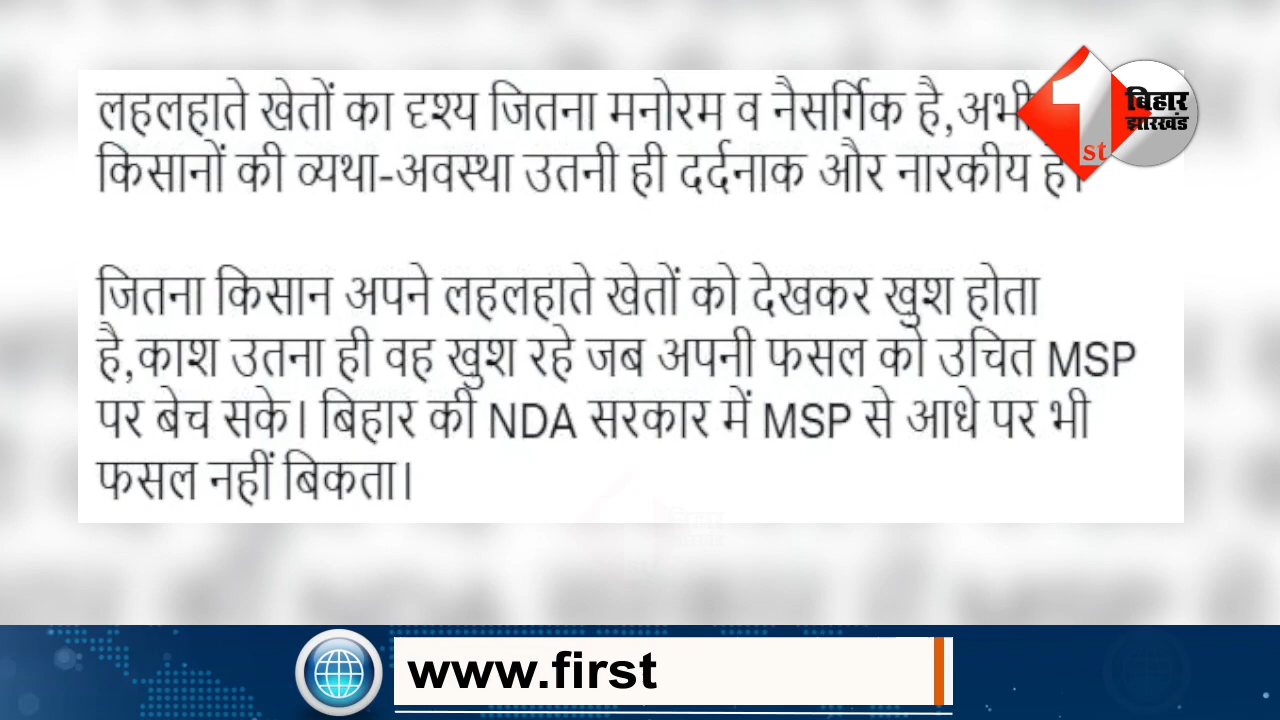 लहलहाते खेतों का दृश्य जितना मनोरम व नैसर्गिक है,अभी
किसानों की व्यथा-अवस्था उतनी ही दर्दनाक और नारकीय है।
जितना किसान अपने लहलहाते खेतों को देखकर खुश होता
है,काश उतना ही वह खुश रहे जब अपनी फसल को उचित MSP
पर बेच सके। बिहार की NDA सरकार में MSP से आधे पर भी
फसल नहीं बिकता।
1st
बिहार
झारखंड
www.first